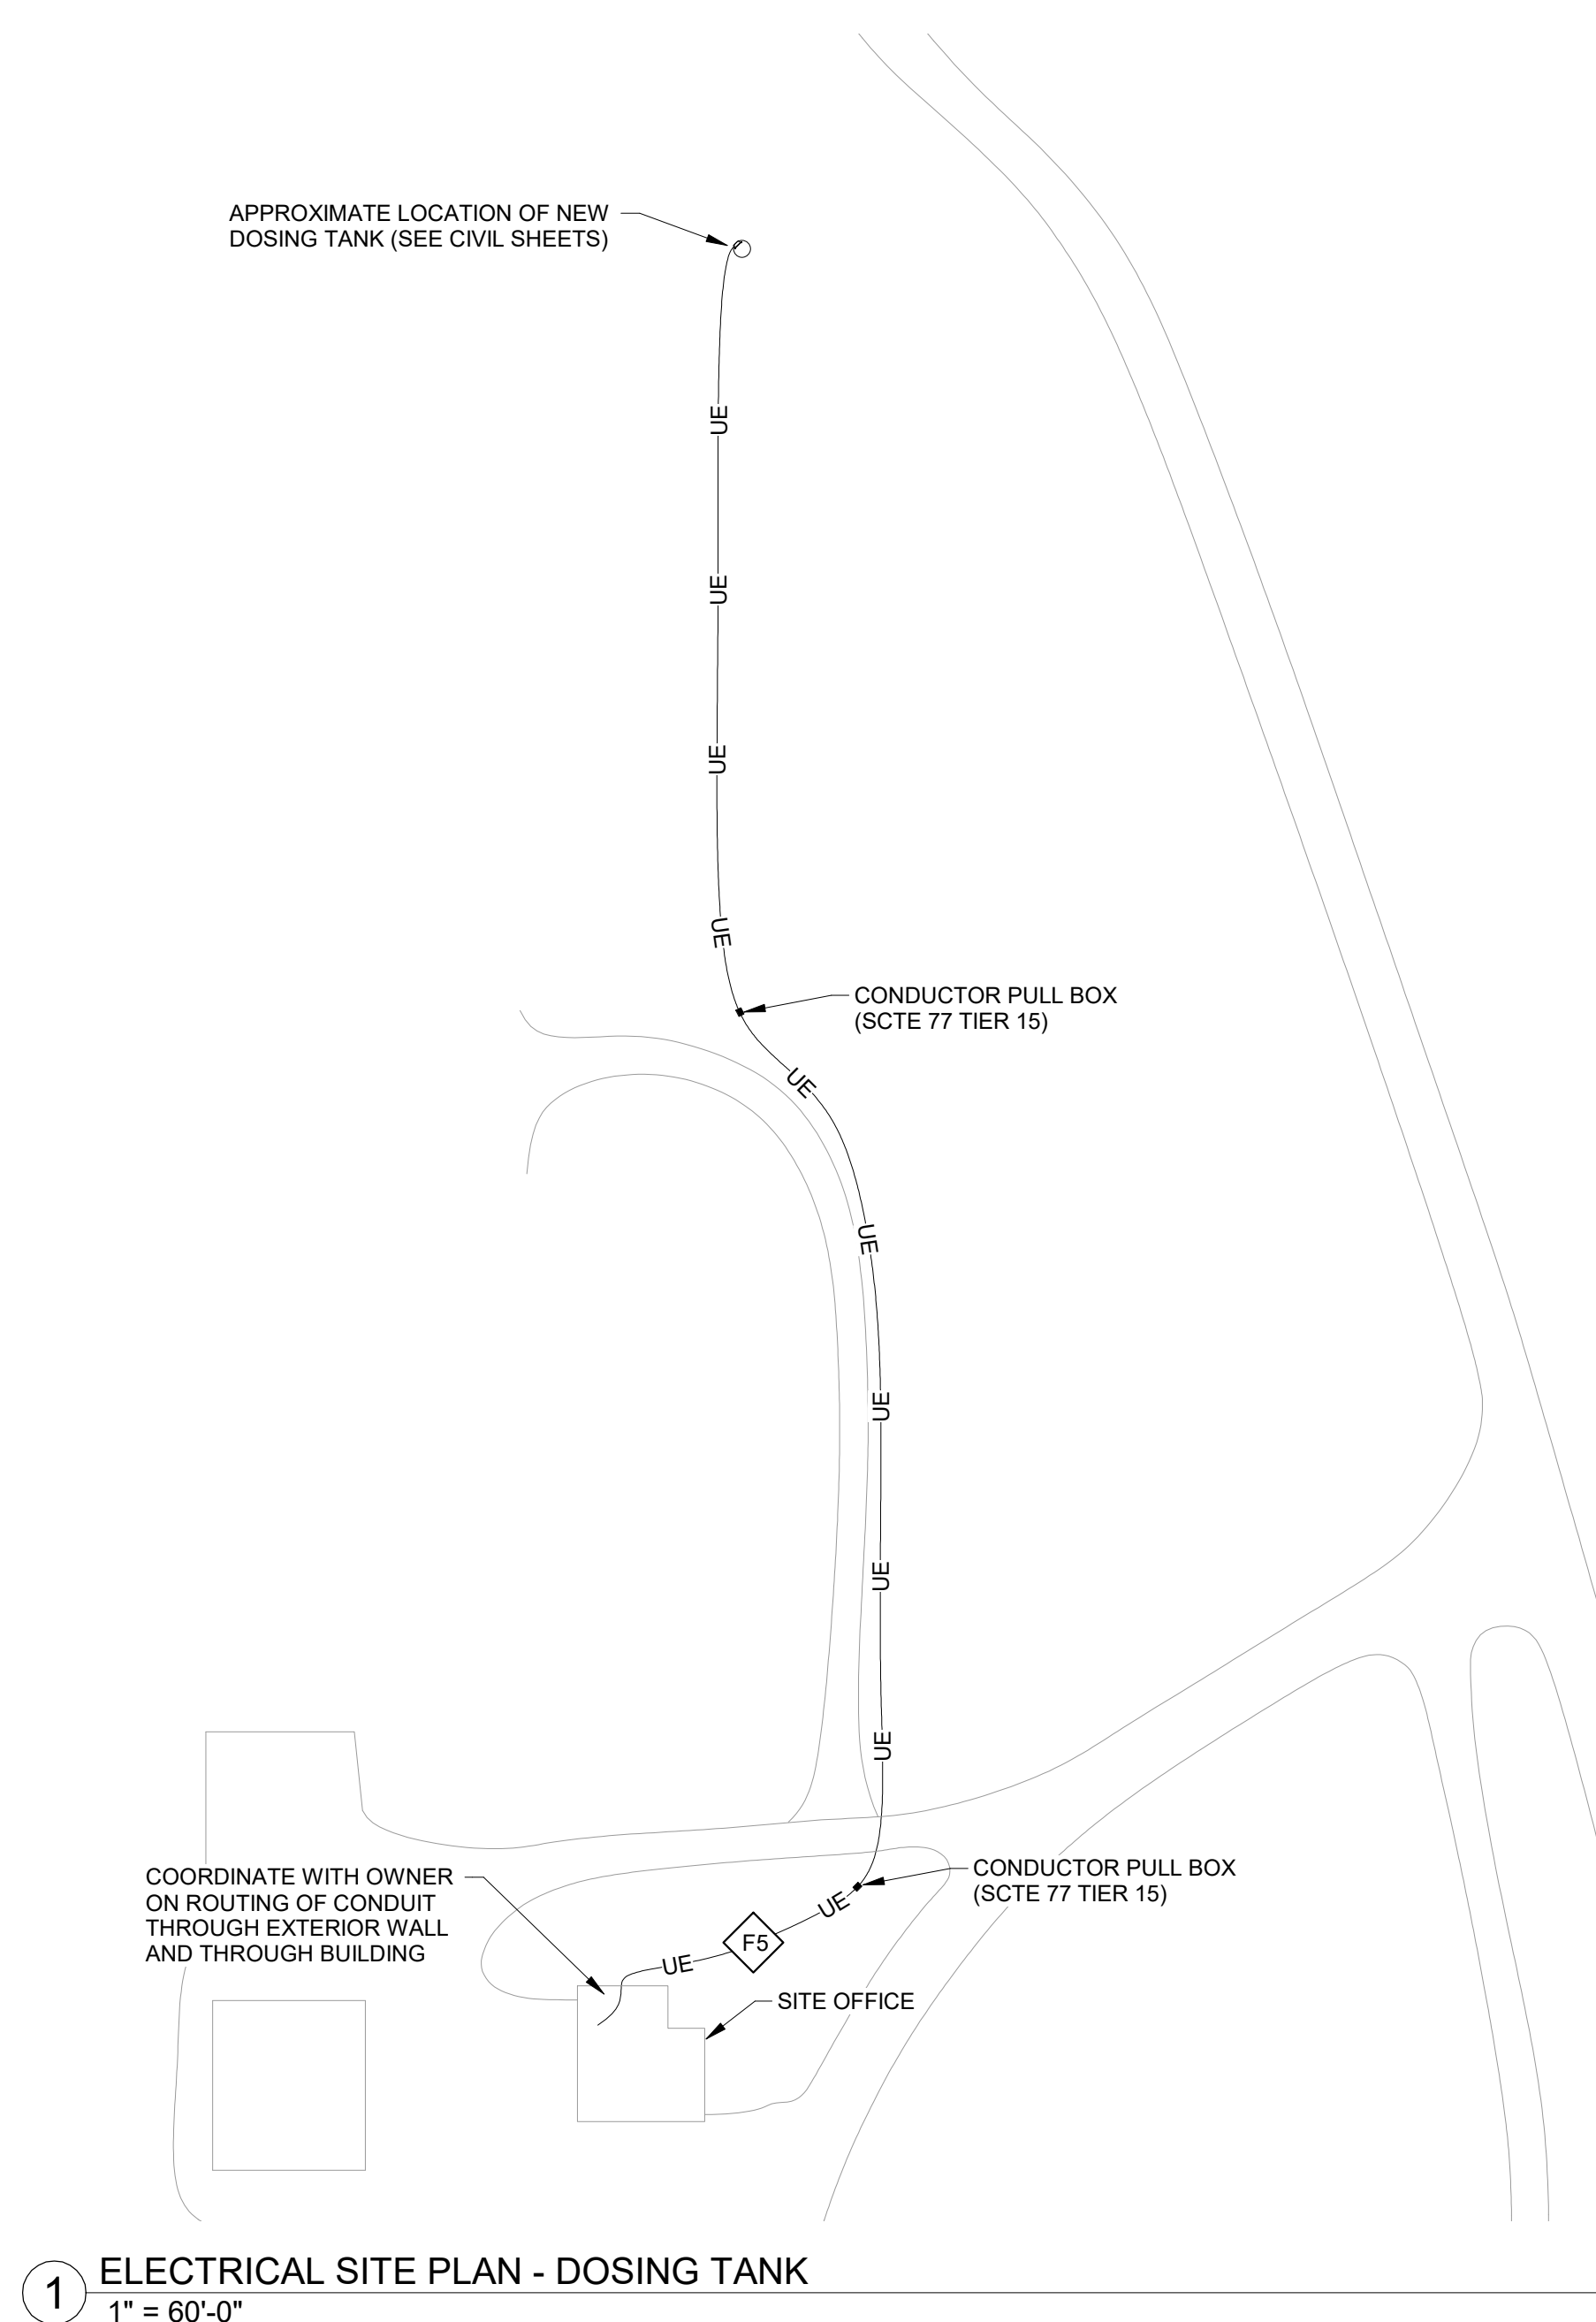 APPROXIMATE LOCATION OF NEW
DOSING TANK (SEE CIVIL SHEETS)
UE
UE
UE
UE
CONDUCTOR PULL BOX
(SCTE 77 TIER 15)
UE
UE
UE
UE
UE
CONDUCTOR PULL BOX
(SCTE 77 TIER 15)
COORDINATE WITH OWNER
ON ROUTING OF CONDUIT
THROUGH EXTERIOR WALL
AND THROUGH BUILDING
UE
F5
UE
SITE OFFICE
1
ELECTRICAL SITE PLAN - DOSING TANK
1" = 60'-0"